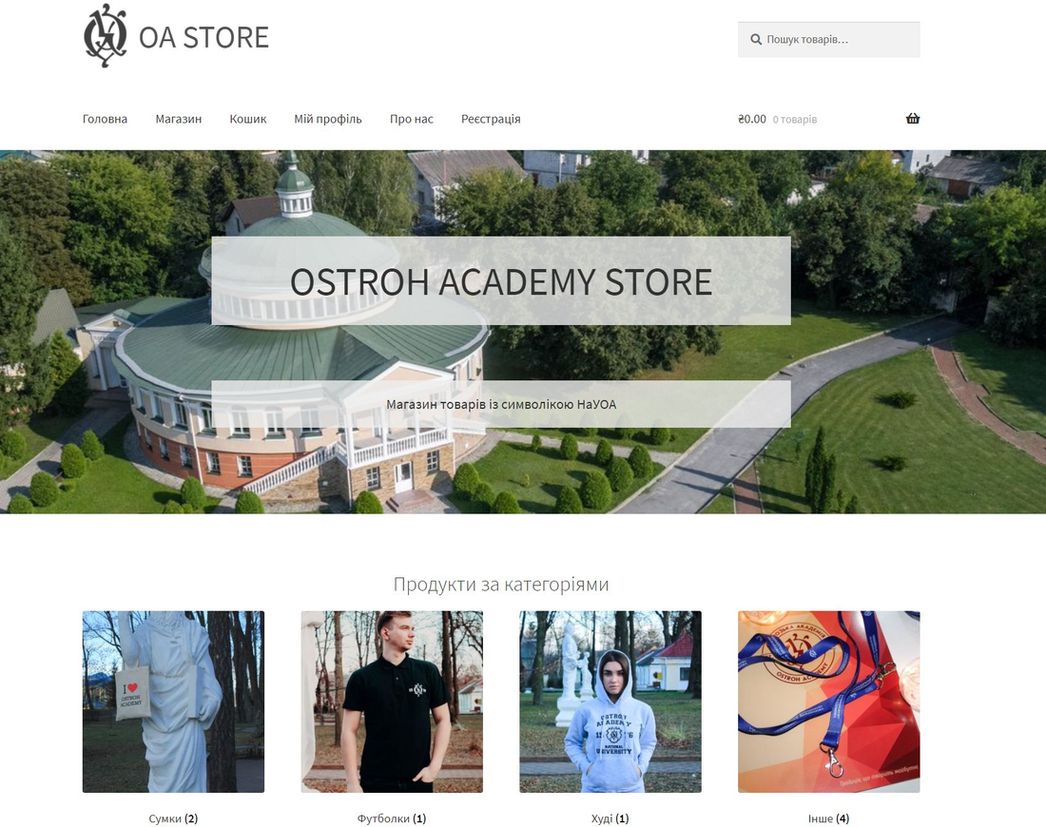 OA STORE
Пошук товарів…
Головна Магазин Кошик Мій профіль Про нас Реєстрація
₴0.00 0 товарів
OSTROH ACADEMY STORE
Магазин товарів із символікою НаУОА
Продукти за категоріями
I ❤
OSTROH
ACADEMY
OSTROH
ACADEMY
NATIONAL
UNIVERSITY
OSTROH ACADEMY
Сумки (2)
Футболки (1)
Худі (1)
Інше (4)